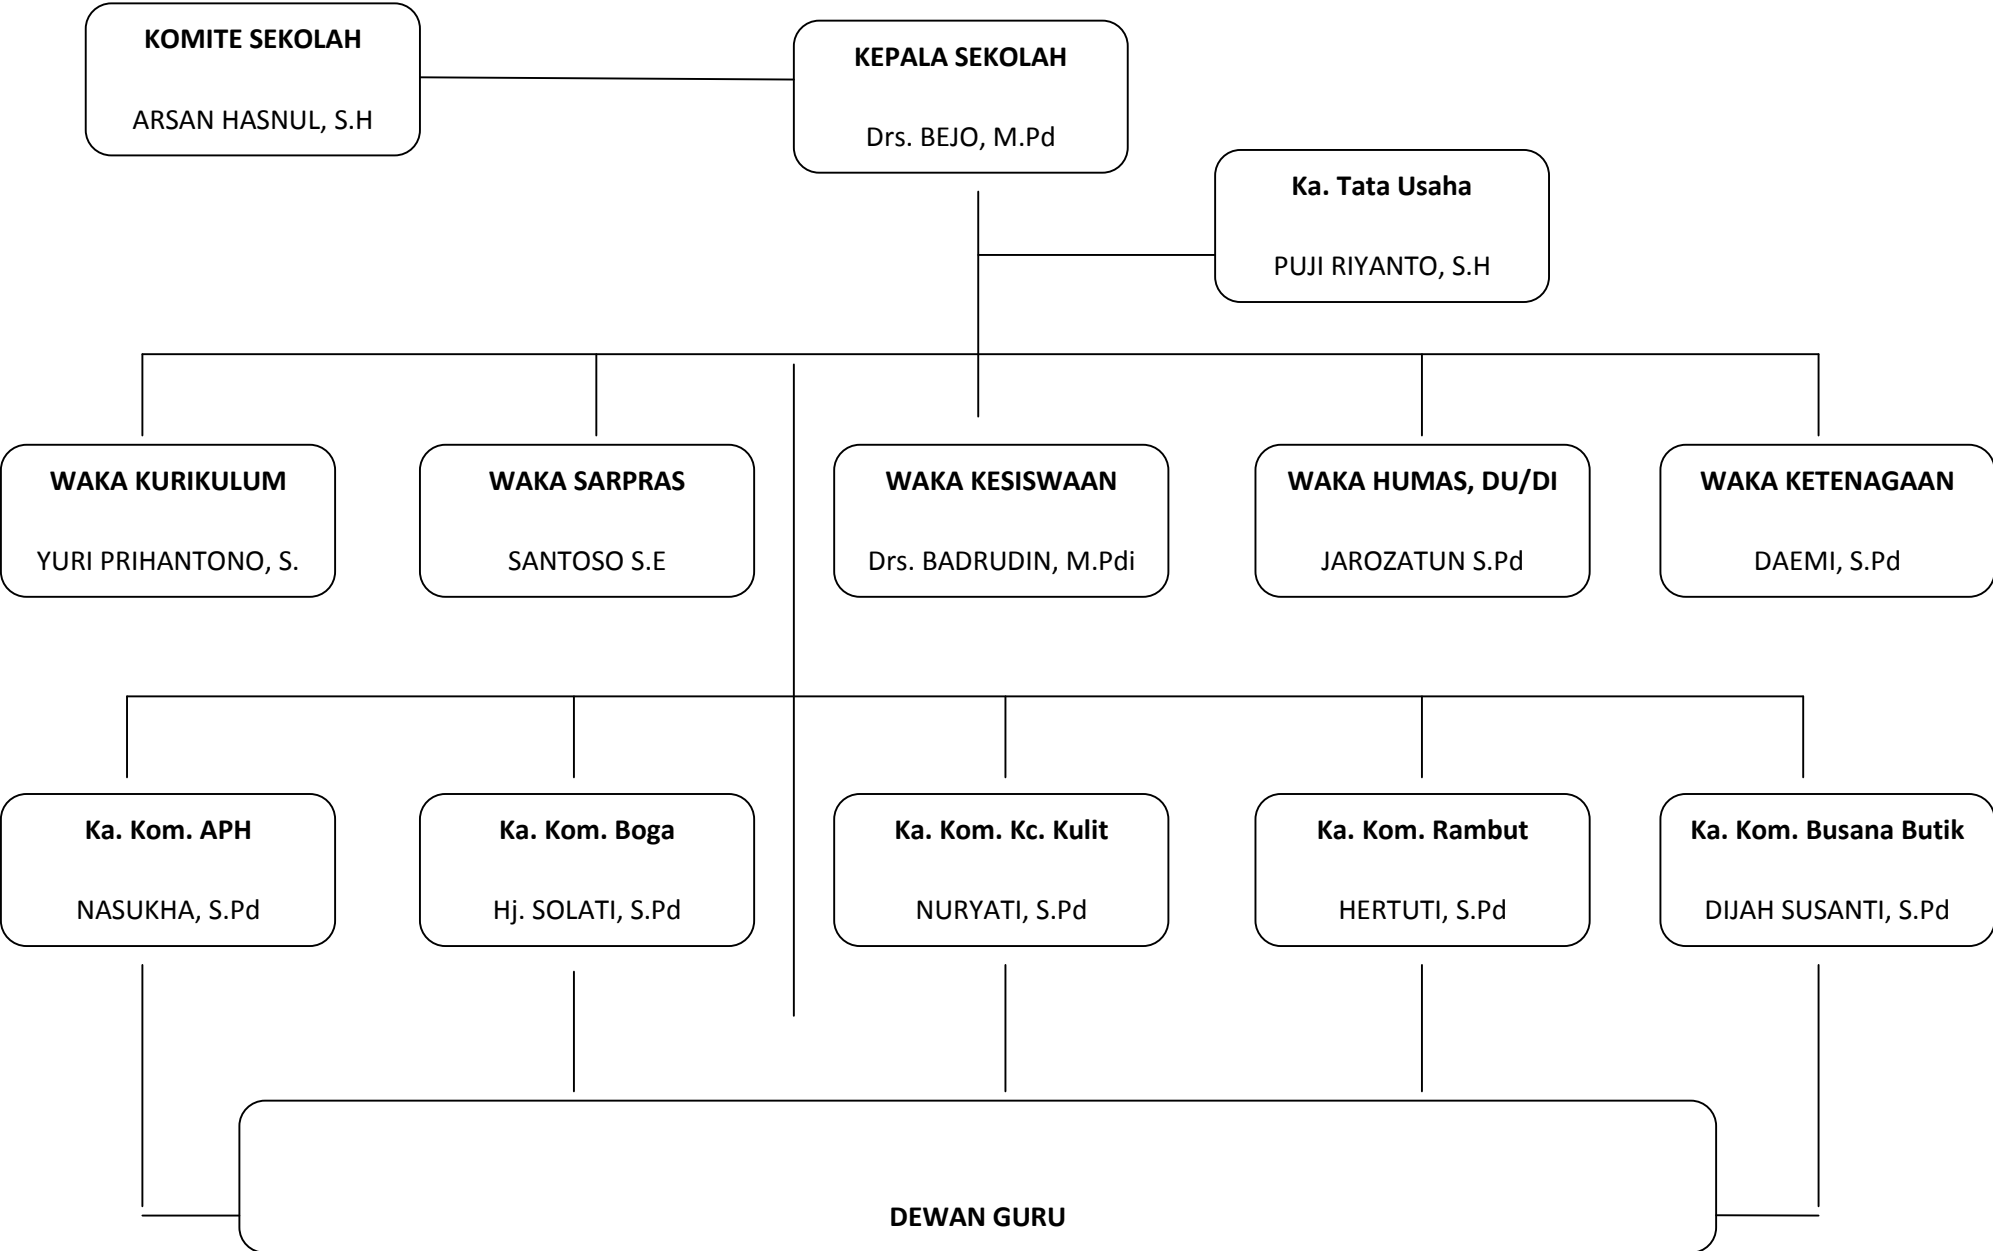 KOMITE SEKOLAH
ARSAN HASNUL, S.H
KEPALA SEKOLAH
Drs. BEJO, M.Pd
Ka. Tata Usaha
PUJI RIYANTO, S.H
WAKA KURIKULUM
YURI PRIHANTONO, S.
WAKA SARPRAS
SANTOSO S.E
WAKA KESISWAAN
Drs. BADRUDIN, M.Pdi
WAKA HUMAS, DU/DI
JAROZATUN S.Pd
WAKA KETENAGAAN
DAEMI, S.Pd
Ka. Kom. APH
NASUKHA, S.Pd
Ka. Kom. Boga
Hj. SOLATI, S.Pd
Ka. Kom. Kc. Kulit
NURYATI, S.Pd
Ka. Kom. Rambut
HERTUTI, S.Pd
Ka. Kom. Busana Butik
DIJAH SUSANTI, S.Pd
DEWAN GURU